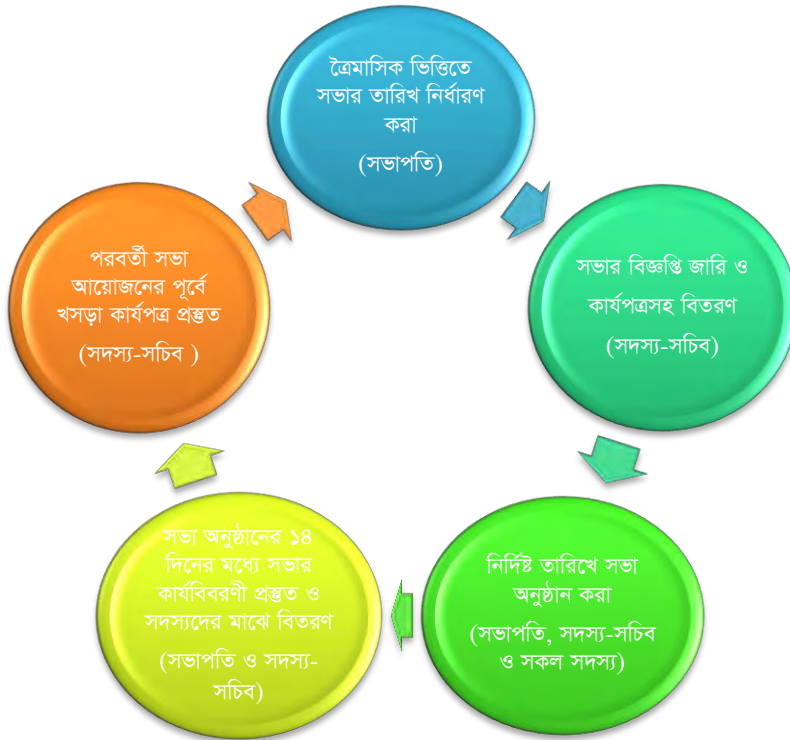 ত্রৈমাসিক ভিত্তিতে
সভার তারিখ নির্ধারণ
করা
(সভাপতি)
সভার বিজ্ঞপ্তি জারি ও
কার্যপত্রসহ বিতরণ
(সদস্য-সচিব)
নির্দিষ্ট তারিখে সভা
অনুষ্ঠান করা
(সভাপতি, সদস্য-সচিব
ও সকল সদস্য)
সভা অনুষ্ঠানের ১৪
দিনের মধ্যে সভার
কার্যবিবরণী প্রস্তুত ও
সদস্যদের মাঝে বিতরণ
(সভাপতি ও সদস্য-
সচিব)
পরবর্তী সভা
আয়োজনের পূর্বে
খসড়া কার্যপত্র প্রস্তুত
(সদস্য-সচিব )